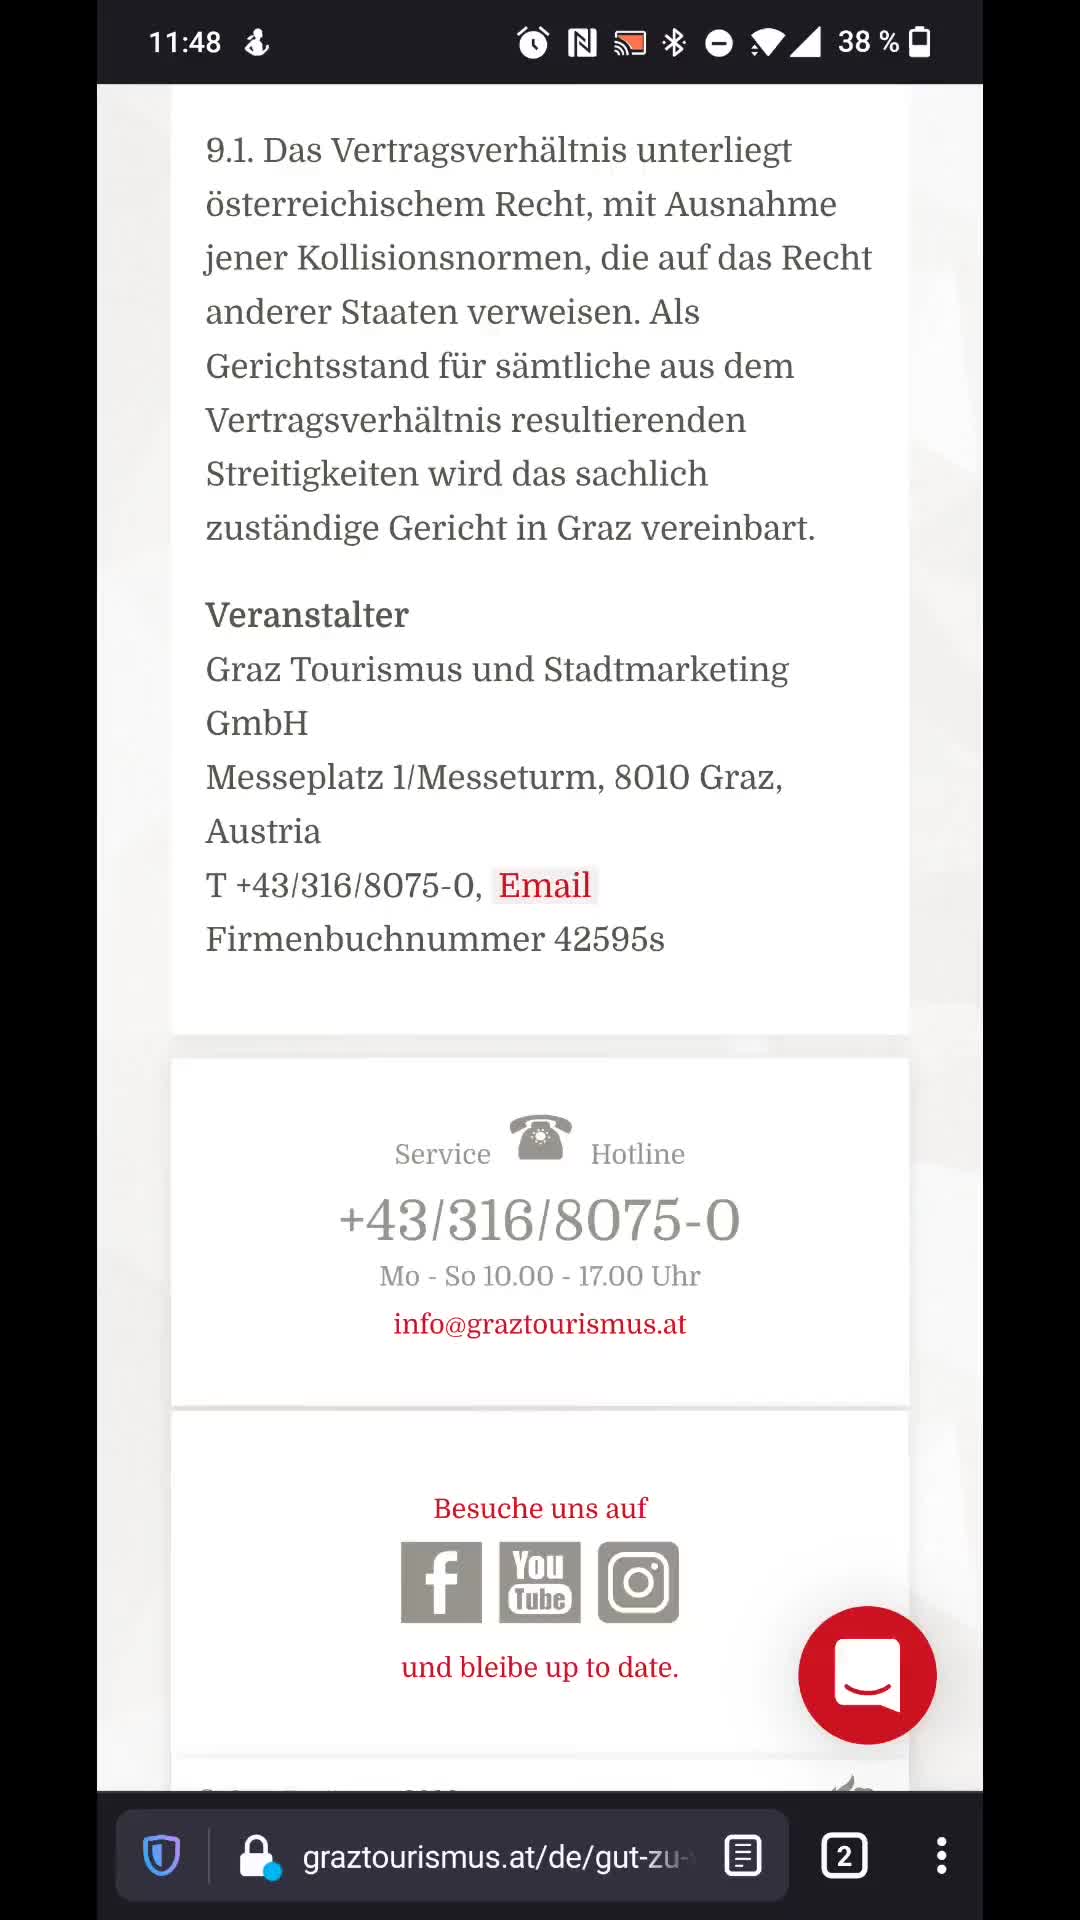 11:48
38 %
9.1. Das Vertragsverhältnis unterliegt
österreichischem Recht, mit Ausnahme
jener Kollisionsnormen, die auf das Recht
anderer Staaten verweisen. Als
Gerichtsstand für sämtliche aus dem
Vertragsverhältnis resultierenden
Streitigkeiten wird das sachlich
zuständige Gericht in Graz vereinbart.
Veranstalter
Graz Tourismus und Stadtmarketing
GmbH
Messeplatz 1/Messeturm, 8010 Graz,
Austria
T +43/316/8075-0, Email
Firmenbuchnummer 42595s
Service Hotline
+43/316/8075-0
Mo - So 10.00 - 17.00 Uhr
info@graztourismus.at
Besuche uns auf
You
Tube
und bleibe up to date.
graztourismus.at/de/gut-zu-
2